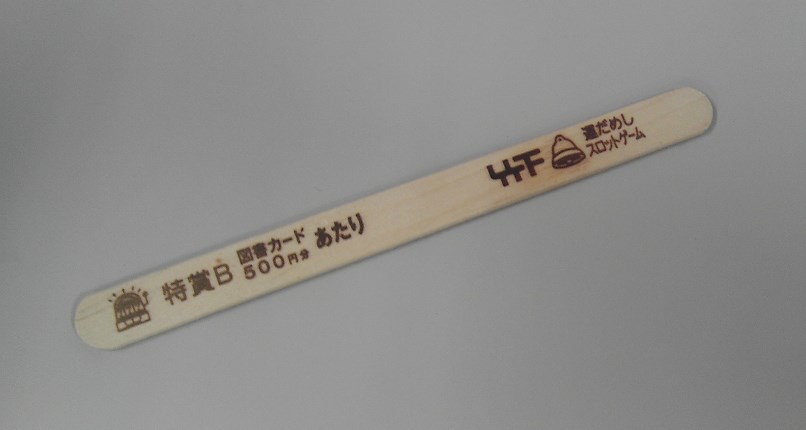 特賞B
図書カード
500円分
あたり
運だめし
スロットゲーム